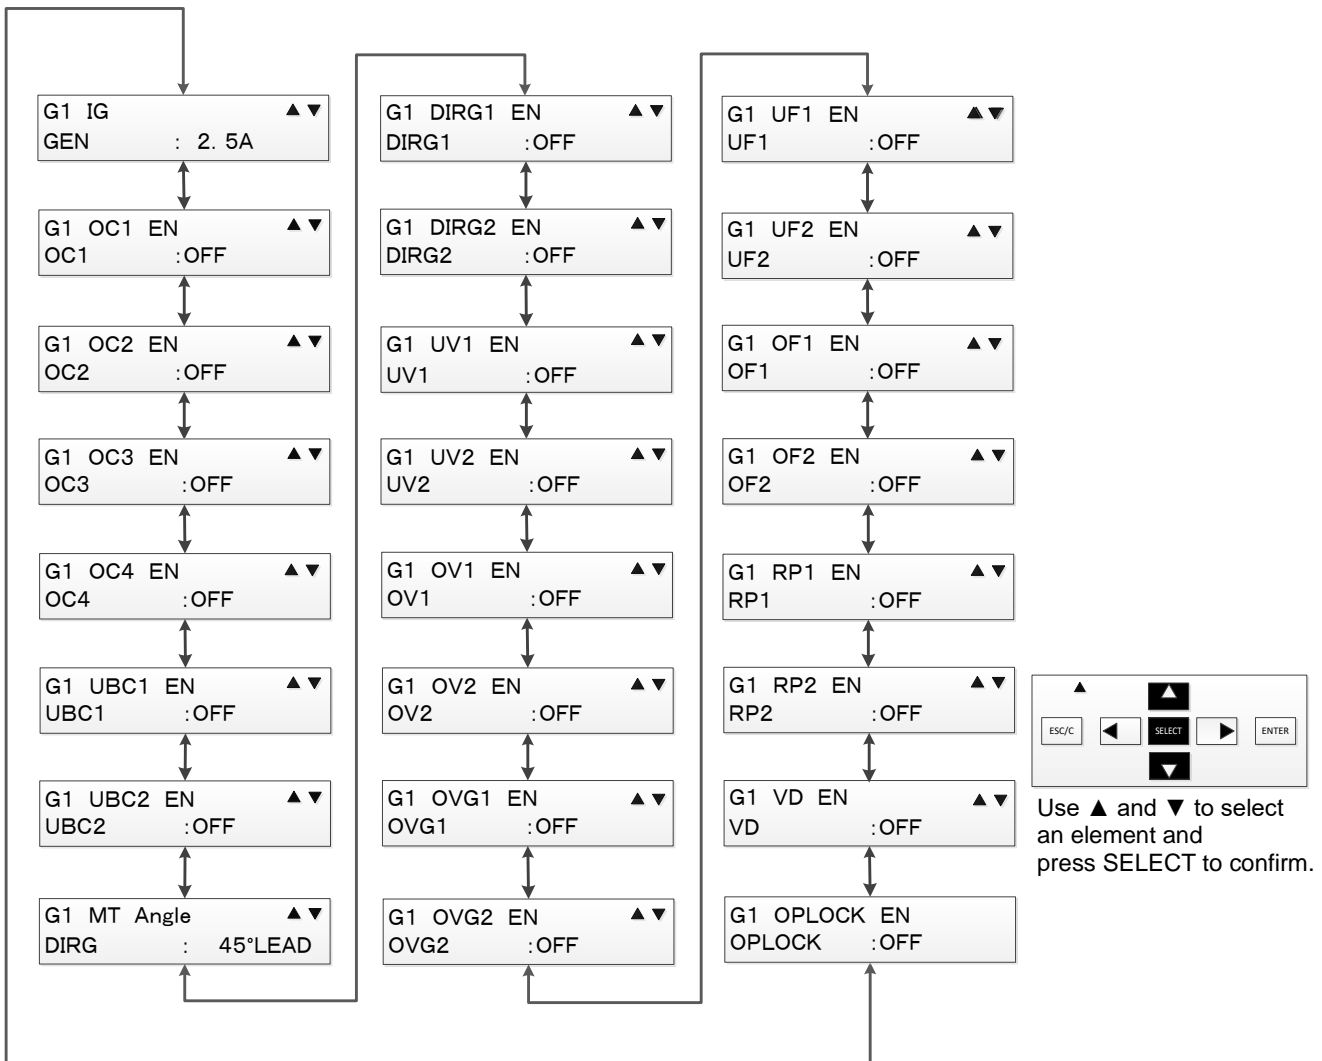 G1 IG ▲ ▼
GEN : 2. 5A
G1 OC1 EN ▲ ▼
OC1 :OFF
G1 OC2 EN ▲ ▼
OC2 :OFF
G1 OC3 EN ▲ ▼
OC3 :OFF
G1 OC4 EN ▲ ▼
OC4 :OFF
G1 UBC1 EN ▲ ▼
UBC1 :OFF
G1 UBC2 EN ▲ ▼
UBC2 :OFF
G1 MT Angle ▲ ▼
DIRG : 45°LEAD
G1 DIRG1 EN ▲ ▼
DIRG1 :OFF
G1 DIRG2 EN ▲ ▼
DIRG2 :OFF
G1 UV1 EN ▲ ▼
UV1 :OFF
G1 UV2 EN ▲ ▼
UV2 :OFF
G1 OV1 EN ▲ ▼
OV1 :OFF
G1 OV2 EN ▲ ▼
OV2 :OFF
G1 OVG1 EN ▲ ▼
OVG1 :OFF
G1 OVG2 EN ▲ ▼
OVG2 :OFF
G1 UF1 EN ▲ ▼
UF1 :OFF
G1 UF2 EN ▲ ▼
UF2 :OFF
G1 OF1 EN ▲ ▼
OF1 :OFF
G1 OF2 EN ▲ ▼
OF2 :OFF
G1 RP1 EN ▲ ▼
RP1 :OFF
G1 RP2 EN ▲ ▼
RP2 :OFF
G1 VD EN ▲ ▼
VD :OFF
G1 OPLOCK EN
OPLOCK :OFF
▲ ▲
ESC/C ◀ SELECT ▶ ENTER
▼
Use ▲ and ▼ to select
an element and
press SELECT to confirm.